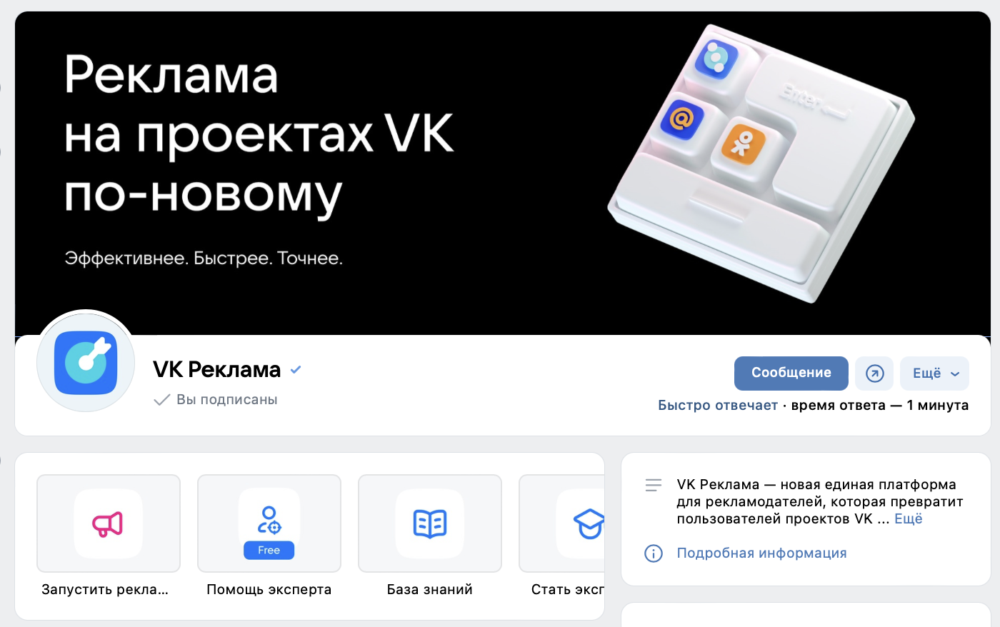 Реклама
на проектах VK
по-новому
Эффективнее. Быстрее. Точнее.
Enter
VK Реклама
Вы подписаны
Сообщение
Ещё
Быстро отвечает · время ответа — 1 минута
Free
Запустить рекла...
Помощь эксперта
База знаний
Стать эксп
VK Реклама — новая единая платформа
для рекламодателей, которая превратит
пользователей проектов VK ... Ещё
Подробная информация